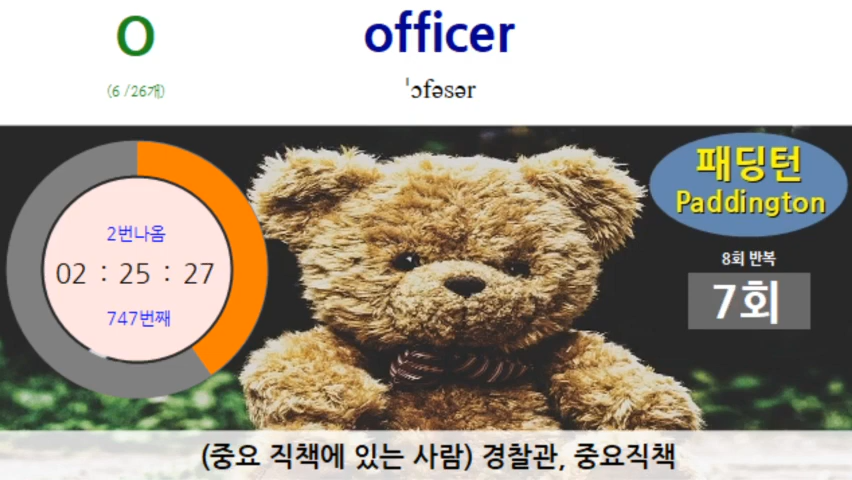 O
officer
(6 /26개)
ˈɔfəsər
패딩턴
Paddington
2번나옴
02 : 25 : 27
747번째
8회 반복
7회
(중요 직책에 있는 사람) 경찰관, 중요직책